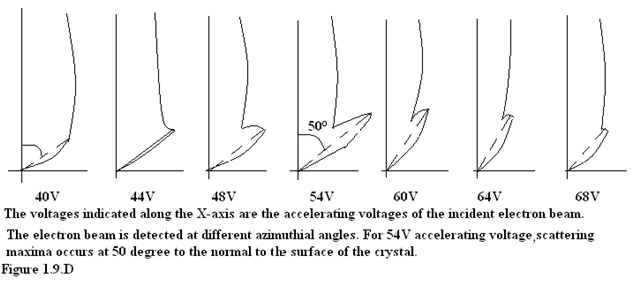 50°
40V 44V 48V 54V 60V 64V 68V
The voltages indicated along the X-axis are the accelerating voltages of the incident electron beam.
The electron beam is detected at different azimuthial angles. For 54V accelerating voltage,scattering
maxima occurs at 50 degree to the normal to the surface of the crystal.
Figure 1.9.D